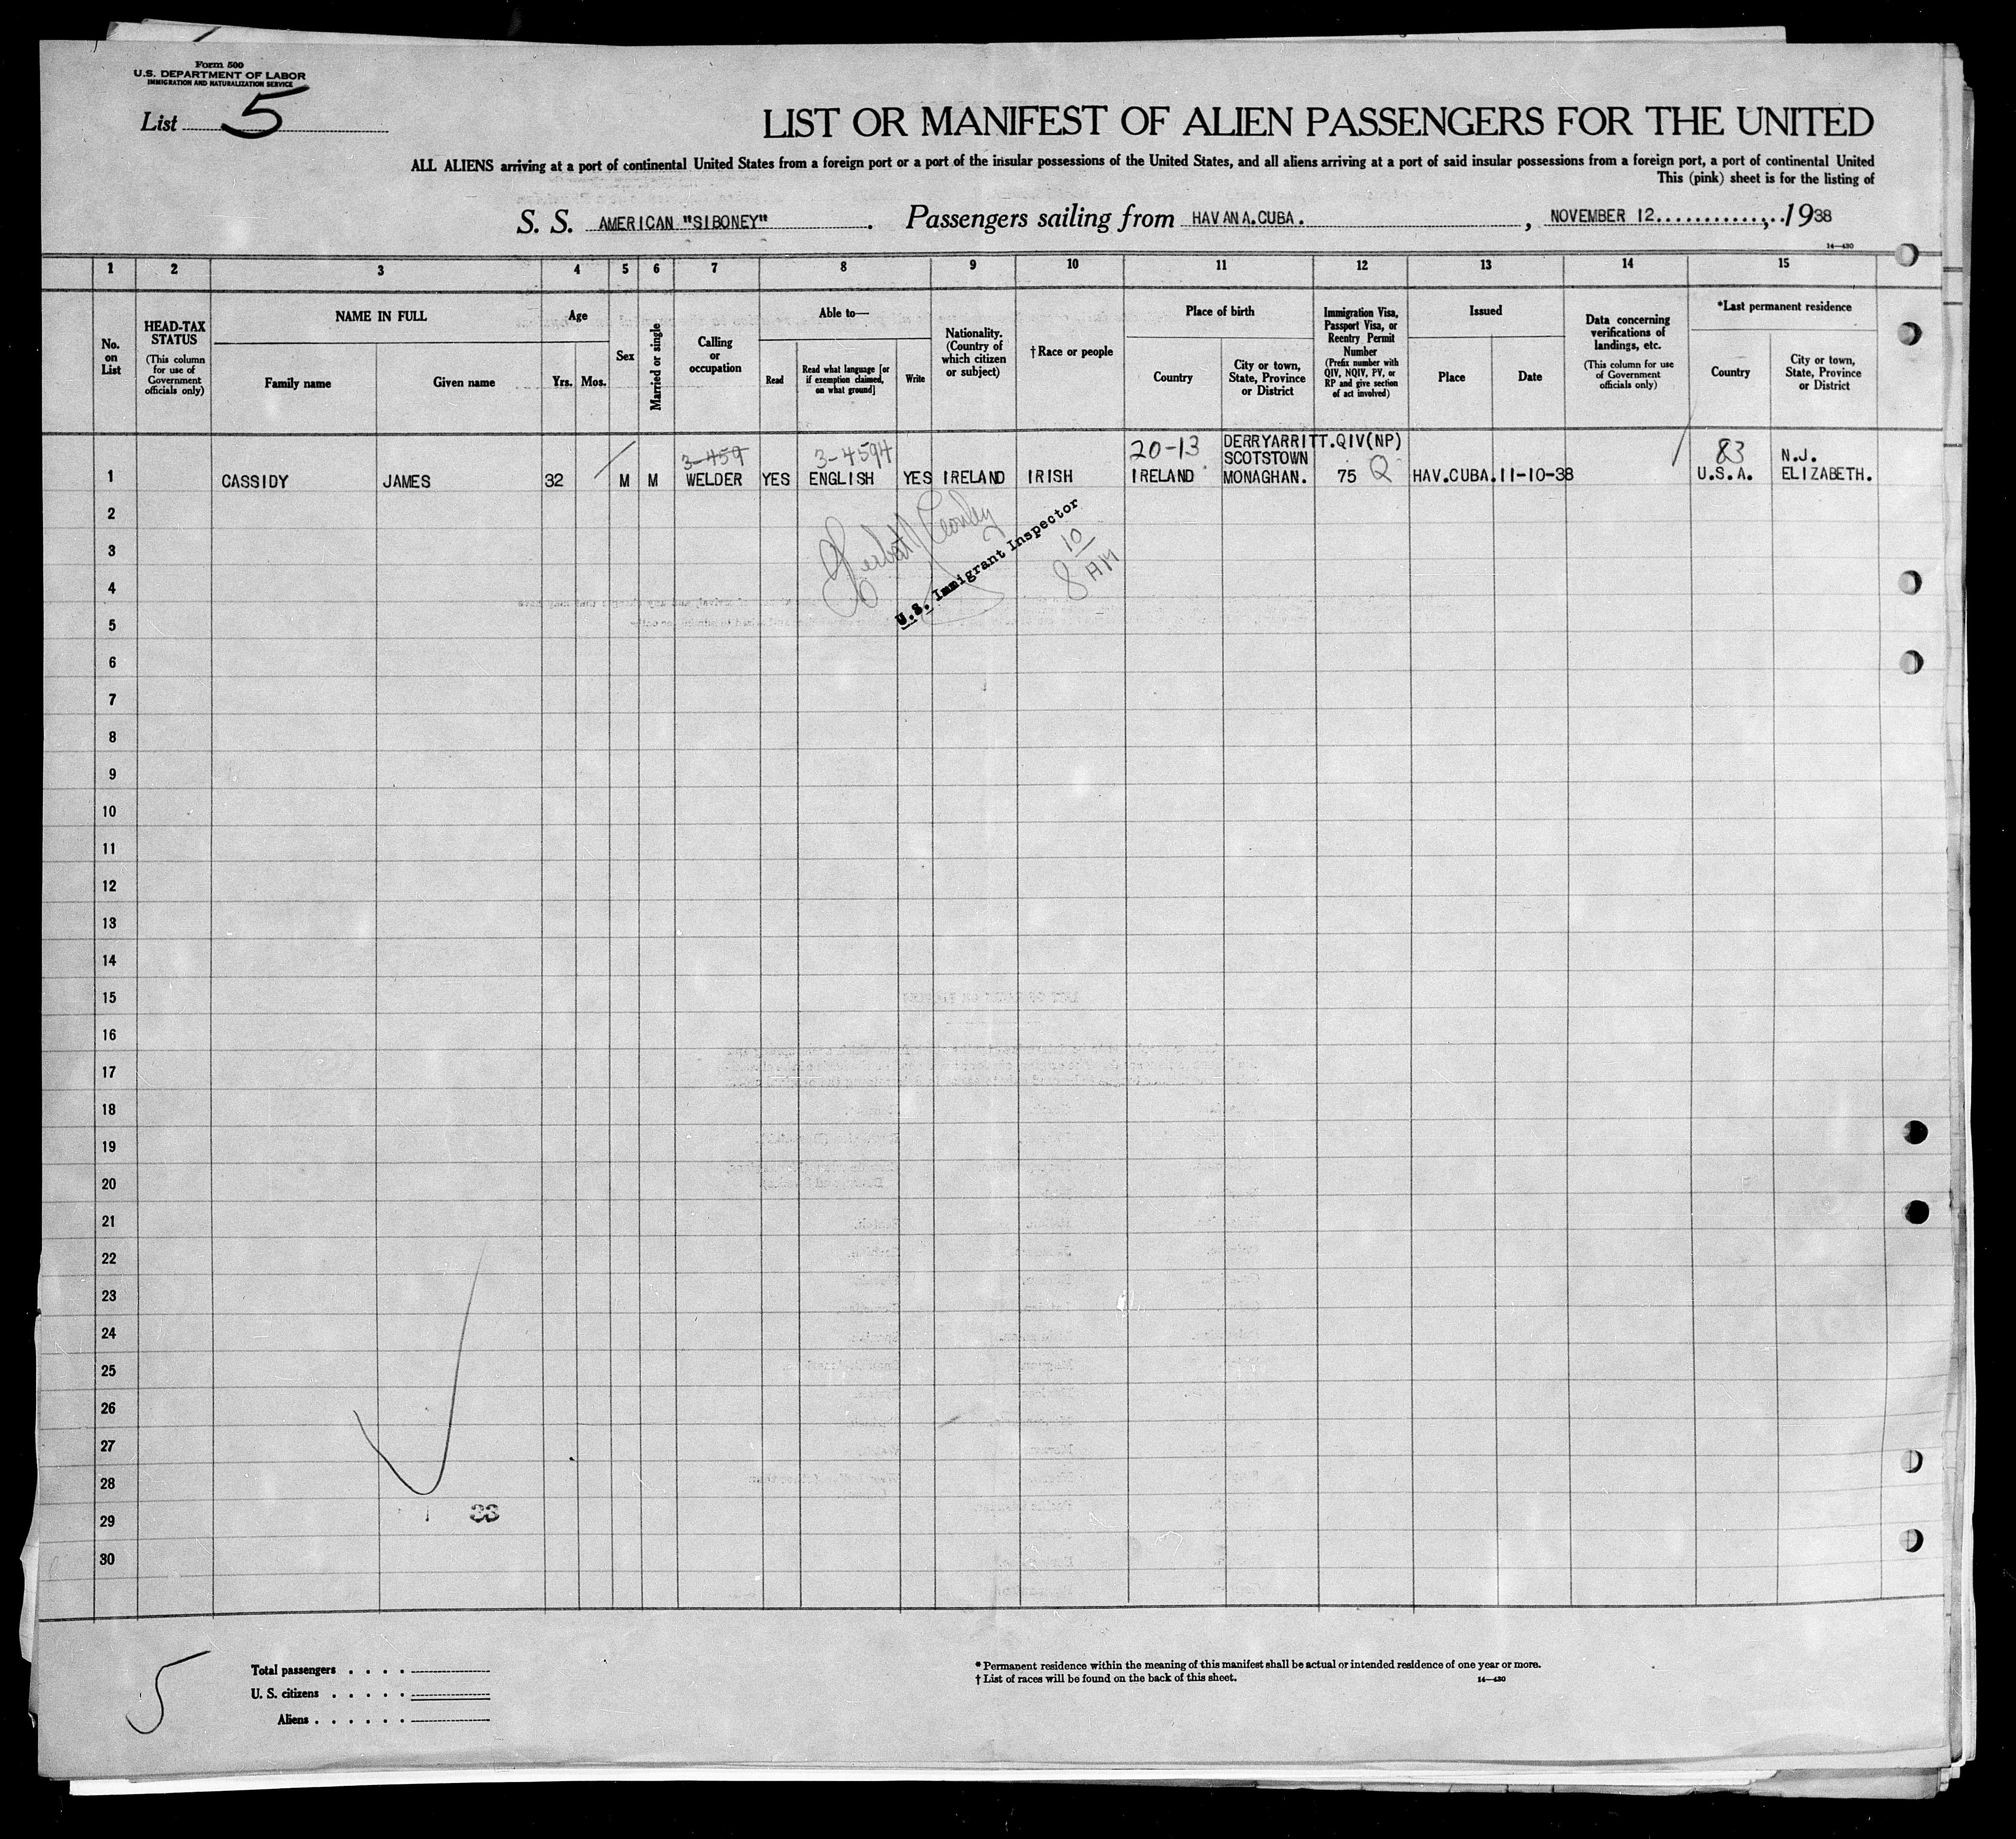 Form 500
U.S. DEPARTMENT OF LABOR
IMMIGRATION AND NATURALIZATION SERVICE
List 5
LIST OR MANIFEST OF ALIEN PASSENGERS FOR THE UNITED
ALL ALIENS arriving at a port of continental United States from a foreign port or a port of the insular possessions of the United States, and all aliens arriving at a port of said insular possessions from a foreign port, a port of continental United
This (pink) sheet is for the listing of
S. S. AMERICAN "SIBONEY". Passengers sailing from HAVANA.CUBA. , NOVEMBER 12.............., 1938
14—430
1 2 3 4 5 6 7 8 9 10 11 12 13 14 15
No. on List
HEAD-TAX STATUS (This column for use of Government officials only)
NAME IN FULL
Family name
Given name
Age
Yrs. Mos.
Sex
Married or single
Calling or occupation
Able to—
Read
Read what language [or if exemption claimed, on what ground]
Write
Nationality. (Country of which citizen or subject)
†Race or people
Place of birth
Country
City or town, State, Province or District
Immigration Visa, Passport Visa, or Reentry Permit Number (Prefix number with QIV, NQIV, PV, or RP and give section of act involved)
Issued
Place
Date
Data concerning verifications of landings, etc. (This column for use of Government officials only)
*Last permanent residence
Country
City or town, State, Province or District
3-459 3-4594 20-13 DERRYARRITT.QIV(NP) 83 N.J.
SCOTSTOWN
1 CASSIDY JAMES 32 M M WELDER YES ENGLISH YES IRELAND IRISH IRELAND MONAGHAN. 75 Q HAV.CUBA.11-10-38 U.S.A. ELIZABETH.
U.S. Immigrant Inspector
10
8 AM
2
3
4
5
6
7
8
9
10
11
12
13
14
15
16
17
18
19
20
21
22
23
24
25
26
27
28
29
30
33
5
Total passengers . . . .
U. S. citizens . . . . .
Aliens . . . . . .
* Permanent residence within the meaning of this manifest shall be actual or intended residence of one year or more.
† List of races will be found on the back of this sheet.
14—430